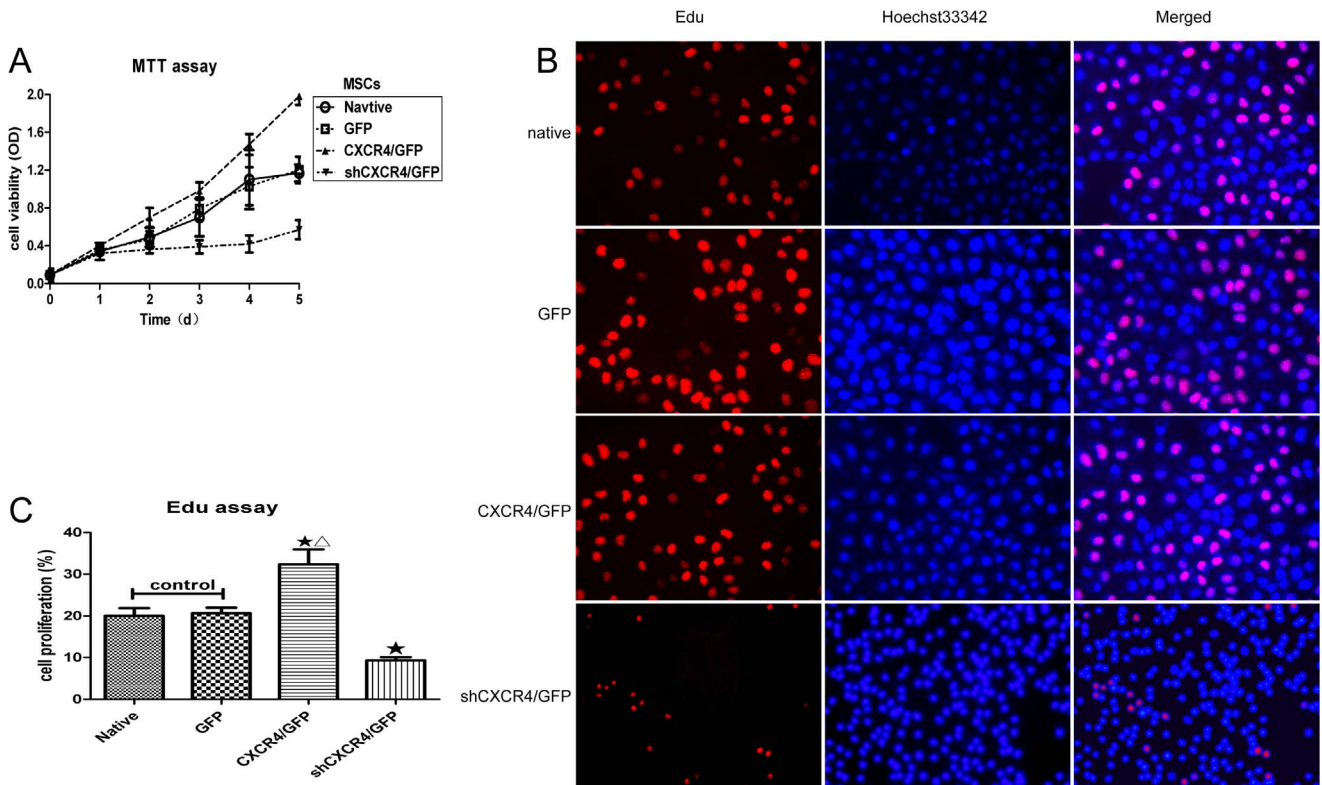 A
MTT assay
cell viability (OD)
2.0
1.6
1.2
0.8
0.4
0.0
0 1 2 3 4 5
Time (d)
MSCs
Navtive
GFP
CXCR4/GFP
shCXCR4/GFP
B
Edu Hoechst33342 Merged
native
GFP
CXCR4/GFP
shCXCR4/GFP
C
Edu assay
cell proliferation (%)
40
30
20
10
0
control
★△
★
Native GFP CXCR4/GFP shCXCR4/GFP